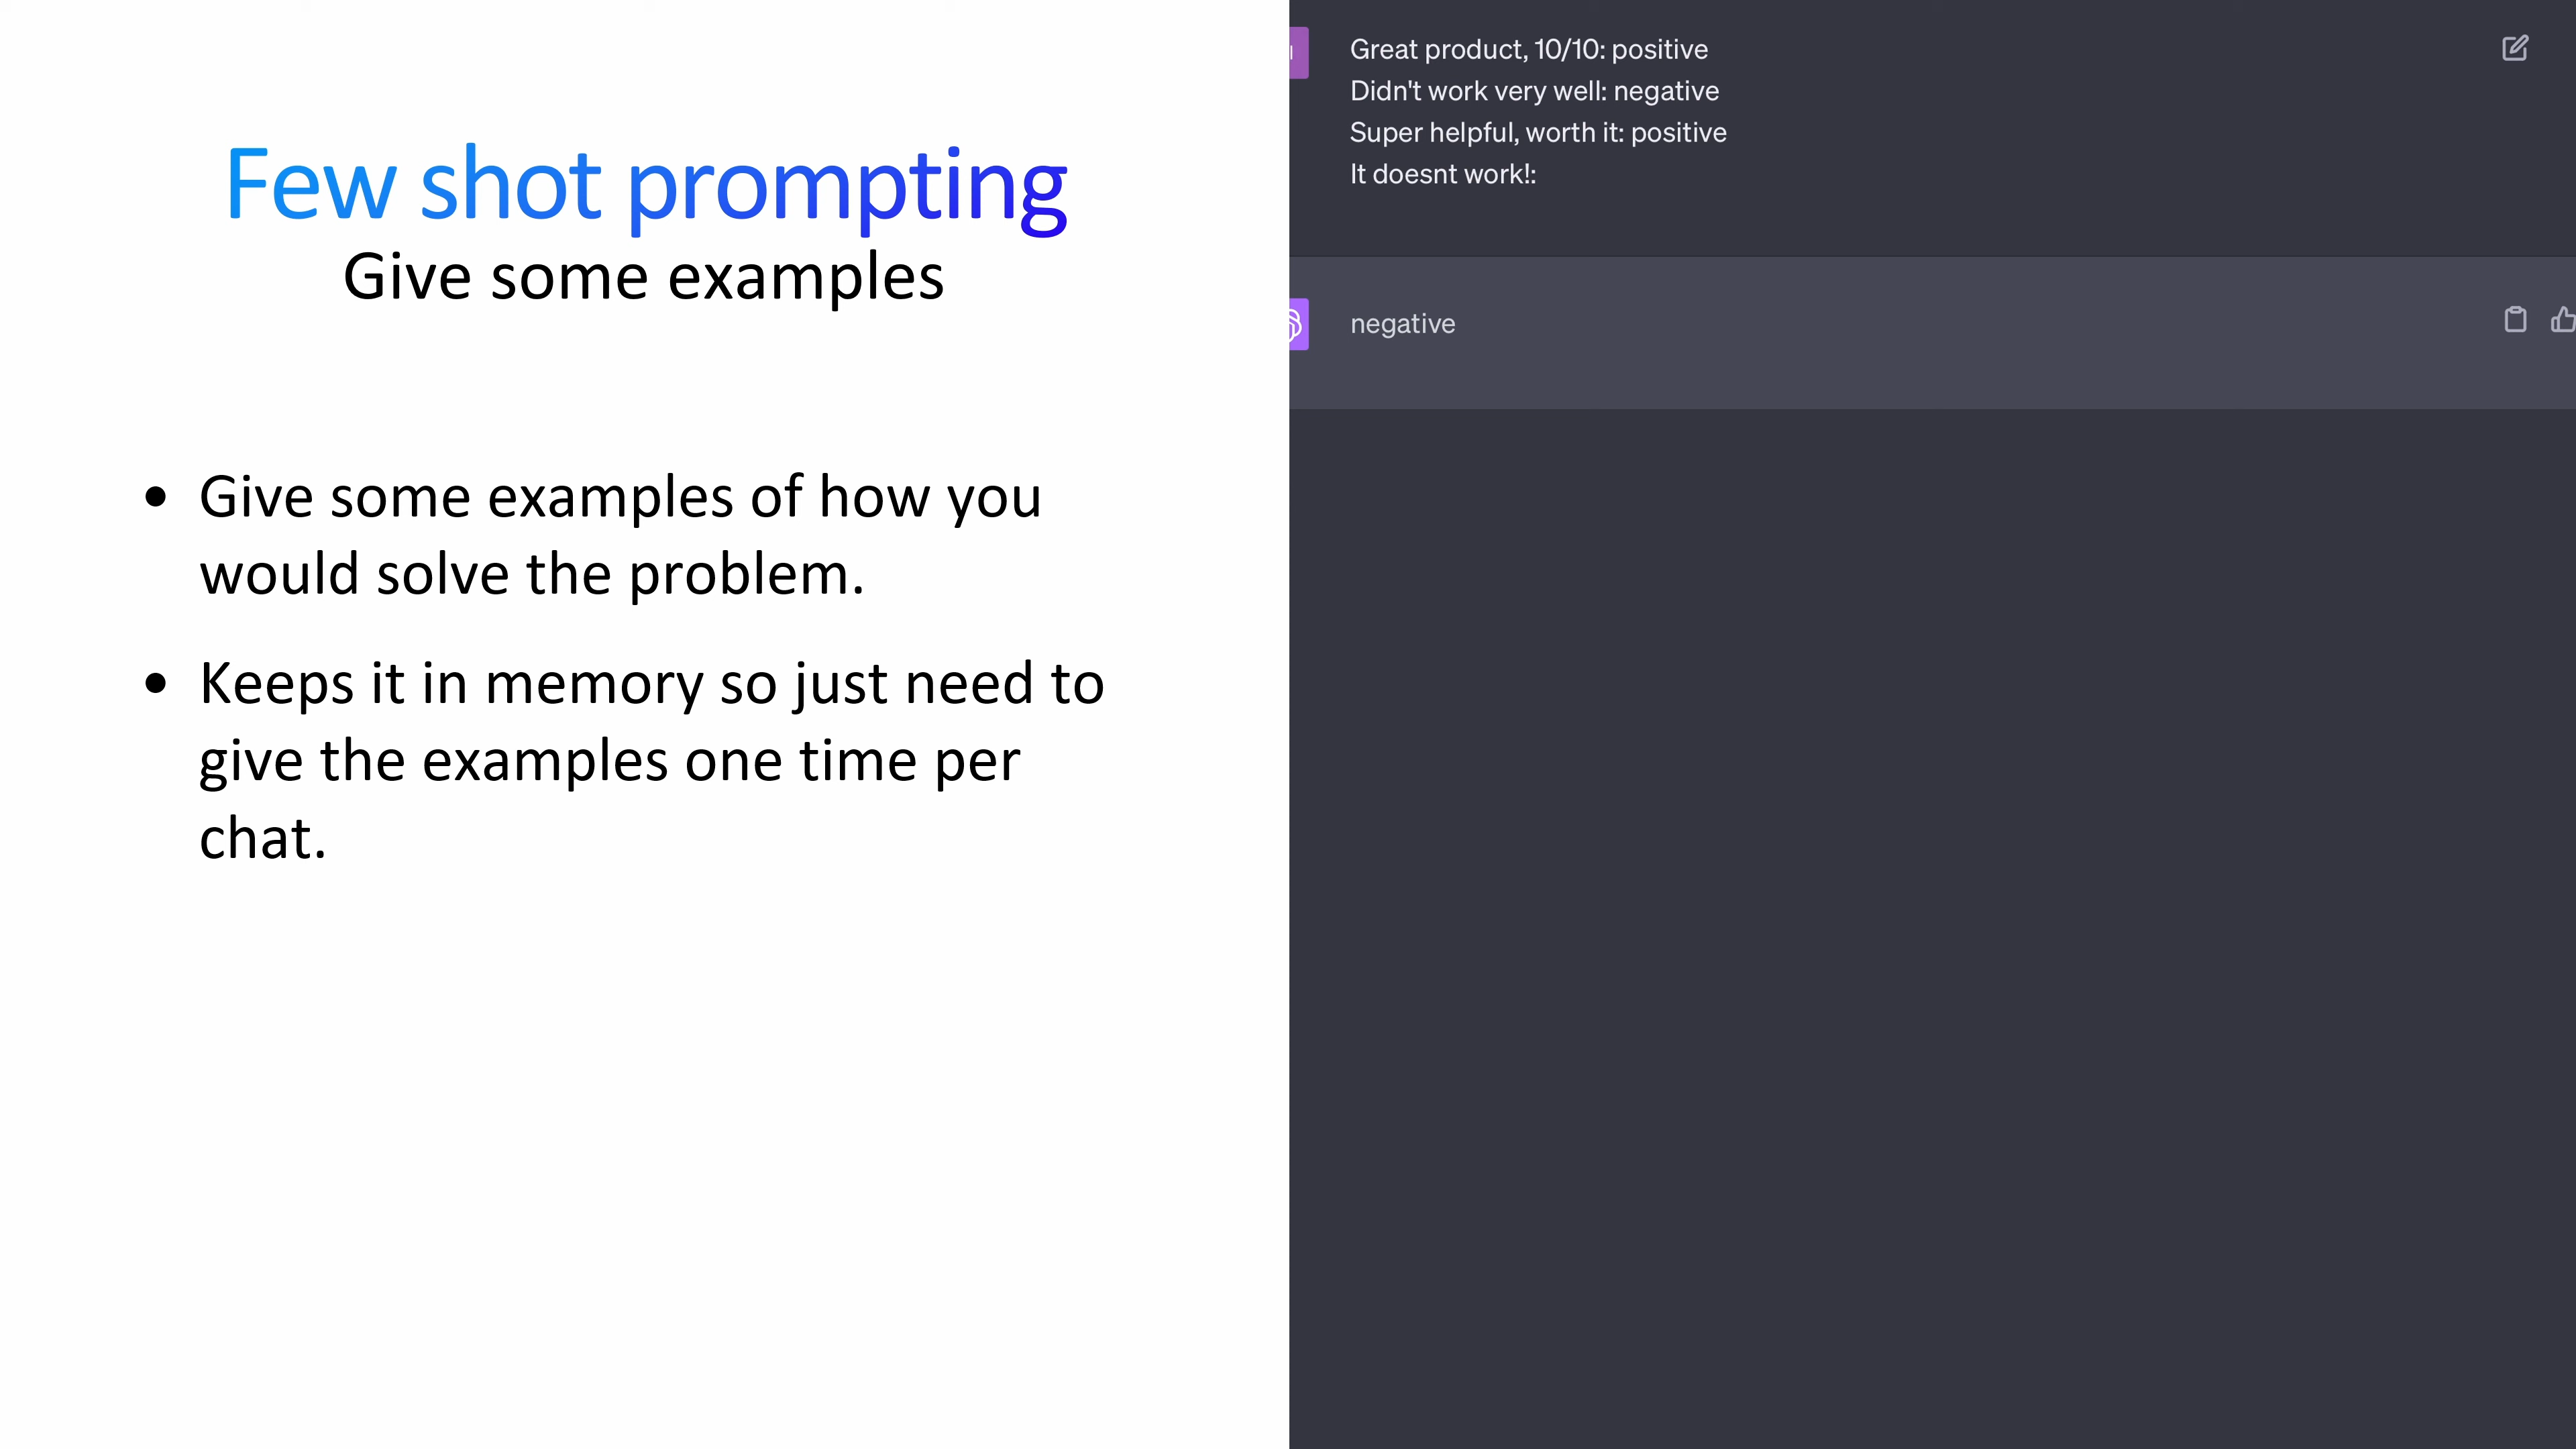 Few shot prompting
Give some examples
• Give some examples of how you
would solve the problem.
• Keeps it in memory so just need to
give the examples one time per
chat.
Great product, 10/10: positive
Didn't work very well: negative
Super helpful, worth it: positive
It doesnt work!:
negative